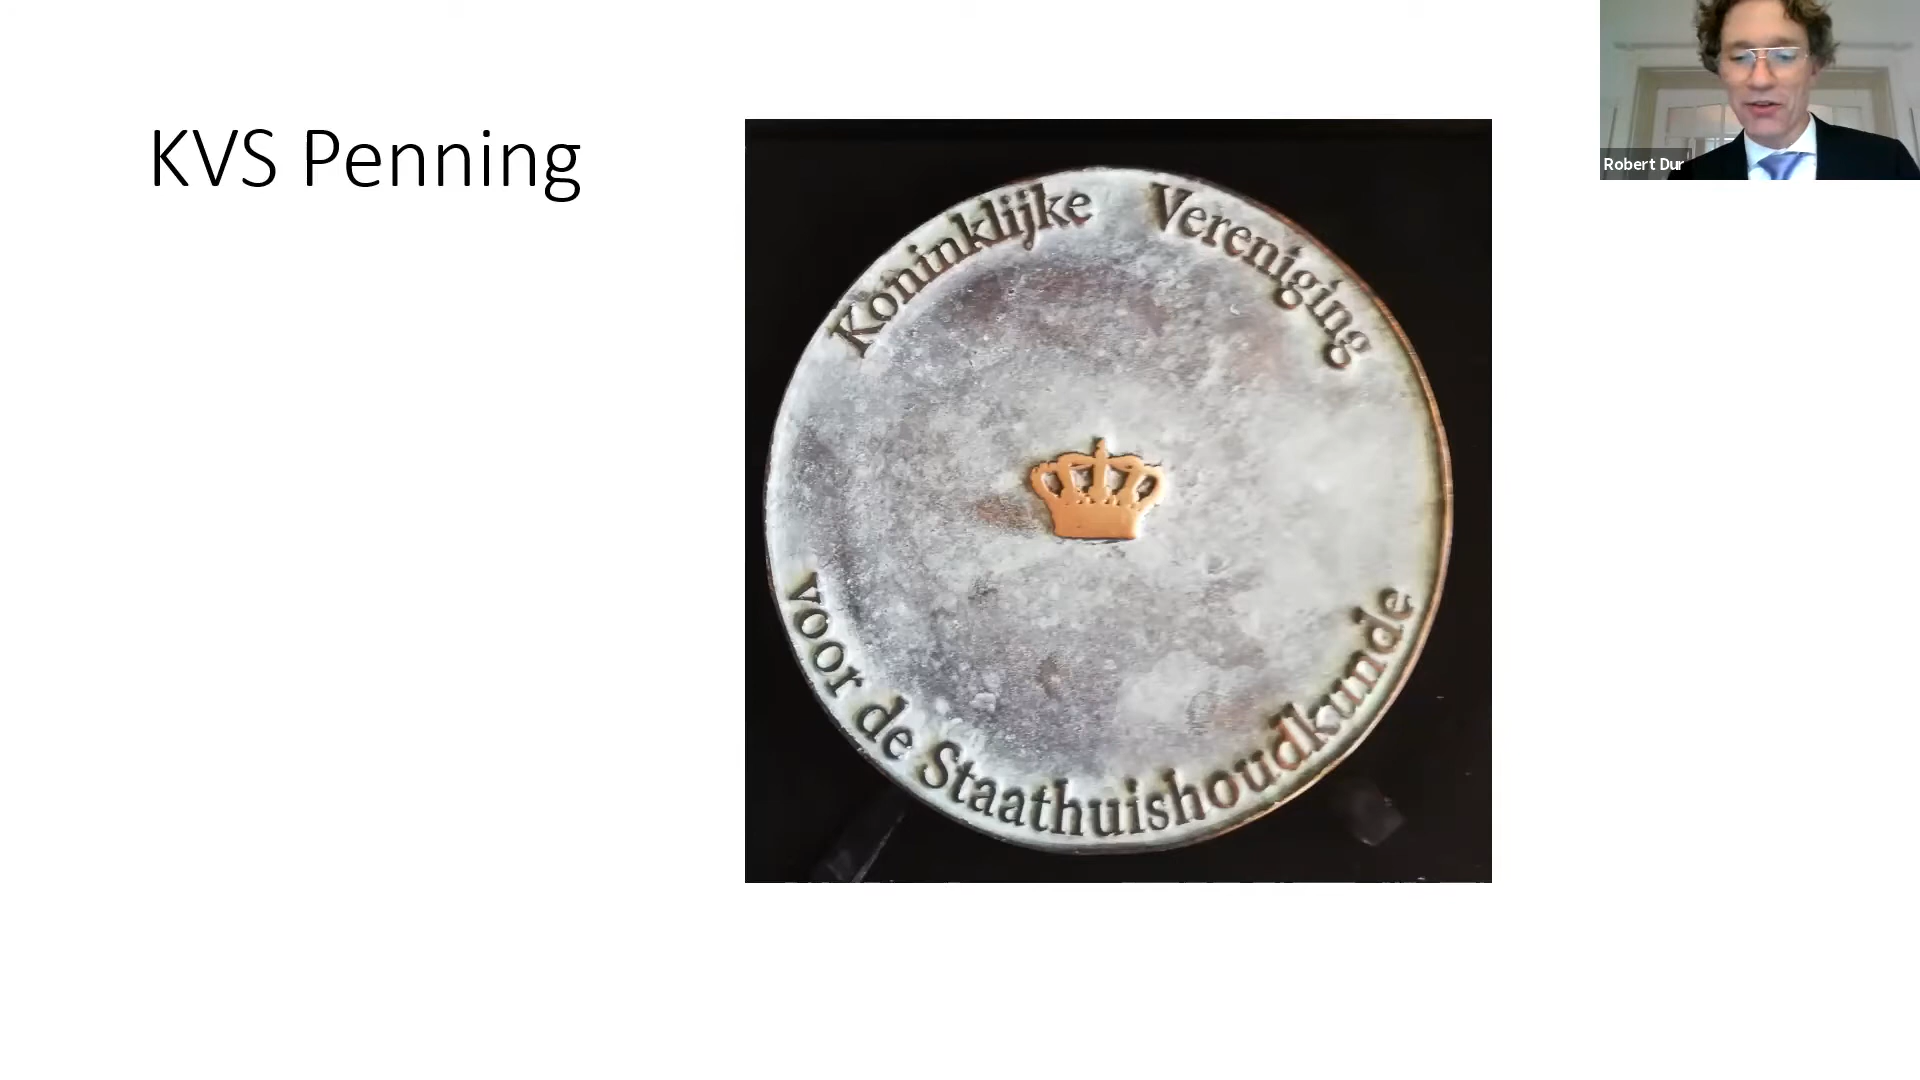 KVS Penning
Koninklijke Vereniging
voor de Staathuishoudkunde
Robert Dur